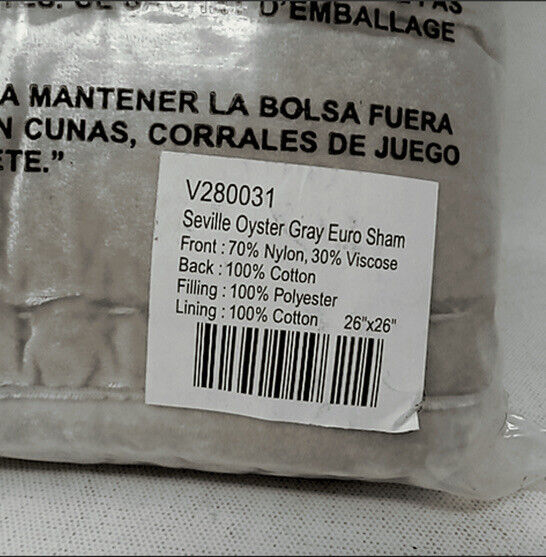 D'EMBALLAGE
A MANTENER LA BOLSA FUERA
N CUNAS, CORRALES DE JUEGO
ETE."
V280031
Seville Oyster Gray Euro Sham
Front : 70% Nylon, 30% Viscose
Back : 100% Cotton
Filling : 100% Polyester
Lining : 100% Cotton 26"x26"